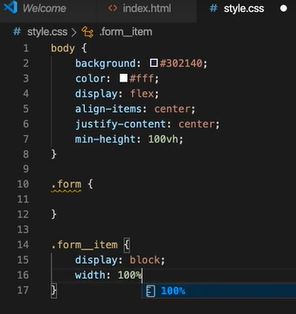 Welcome index.html style.css
style.css > .form__item
1 body {
2 background: #302140;
3 color: #fff;
4 display: flex;
5 align-items: center;
6 justify-content: center;
7 min-height: 100vh;
8 }
9
10 .form {
11
12 }
13
14 .form__item {
15 display: block;
16 width: 100%
100%
17 }